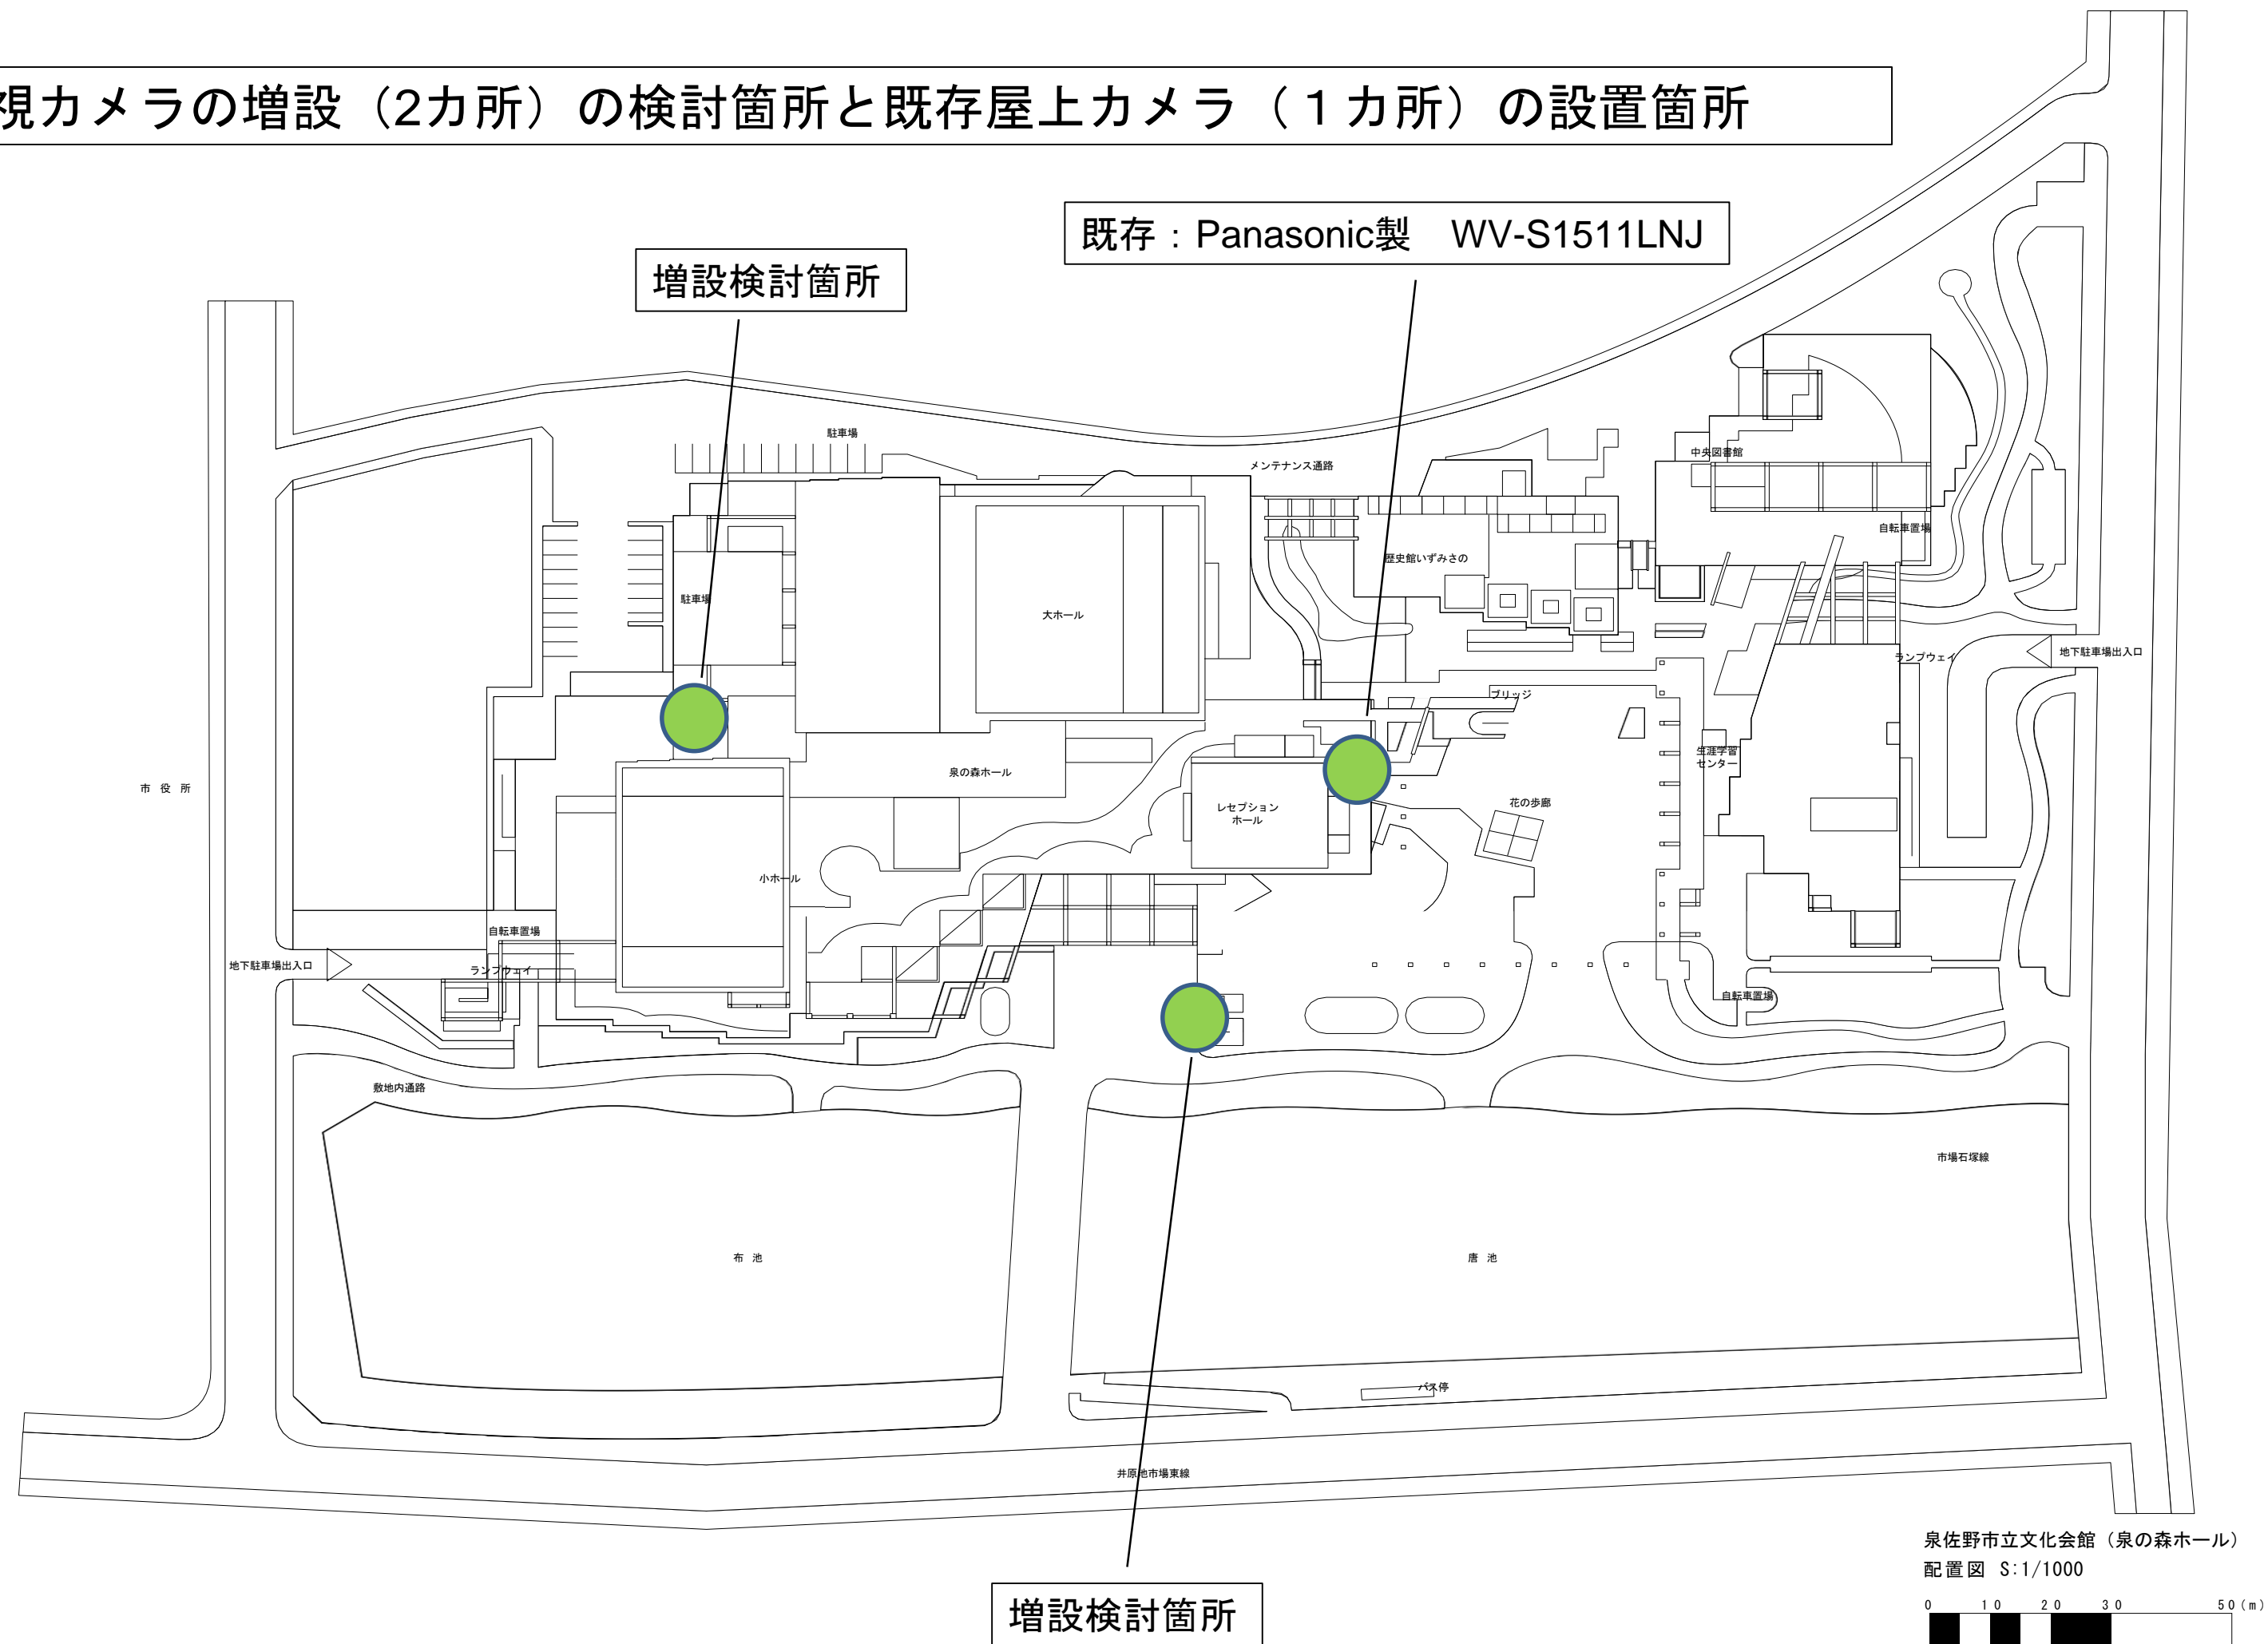 視カメラの増設（2カ所）の検討箇所と既存屋上カメラ（１カ所）の設置箇所
既存：Panasonic製　WV-S1511LNJ
増設検討箇所
駐車場
メンテナンス通路
中央図書館
自転車置場
歴史館いずみさの
駐車場
大ホール
ランプウェイ
地下駐車場出入口
ブリッジ
生涯学習
センター
市役所
泉の森ホール
レセプション
ホール
花の歩廊
小ホール
自転車置場
地下駐車場出入口
ランプウェイ
自転車置場
敷地内通路
市場石塚線
布池
唐池
バス停
井原池市場東線
増設検討箇所
泉佐野市立文化会館（泉の森ホール）
配置図 S:1/1000
0 10 20 30 50(m)